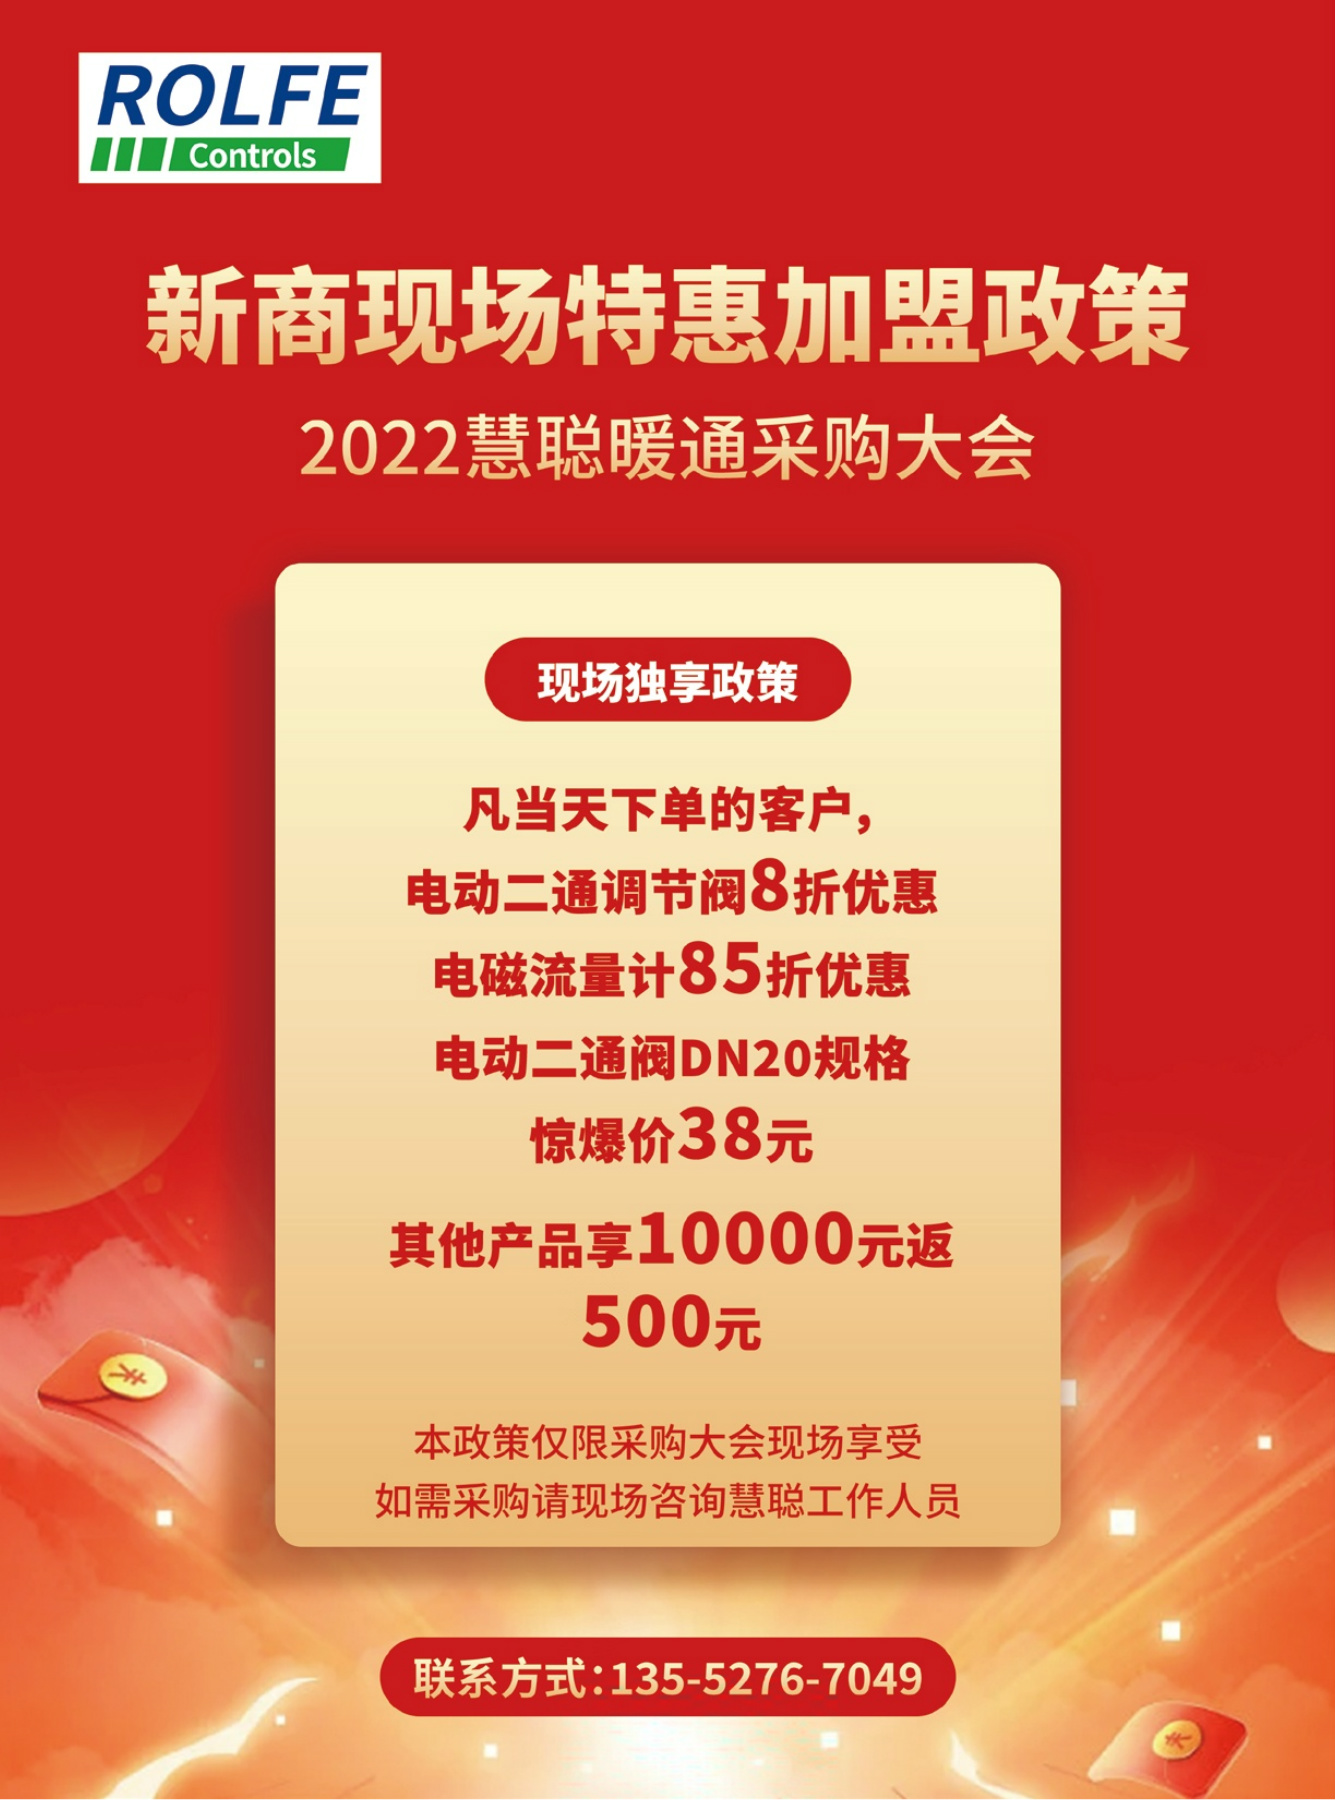 ROLFE
Controls
新商现场特惠加盟政策
2022慧聪暖通采购大会
现场独享政策
凡当天下单的客户，
电动二通调节阀8折优惠
电磁流量计85折优惠
电动二通阀DN20规格
惊爆价38元
其他产品享10000元返
500元
本政策仅限采购大会现场享受
如需采购请现场咨询慧聪工作人员
联系方式：135-5276-7049